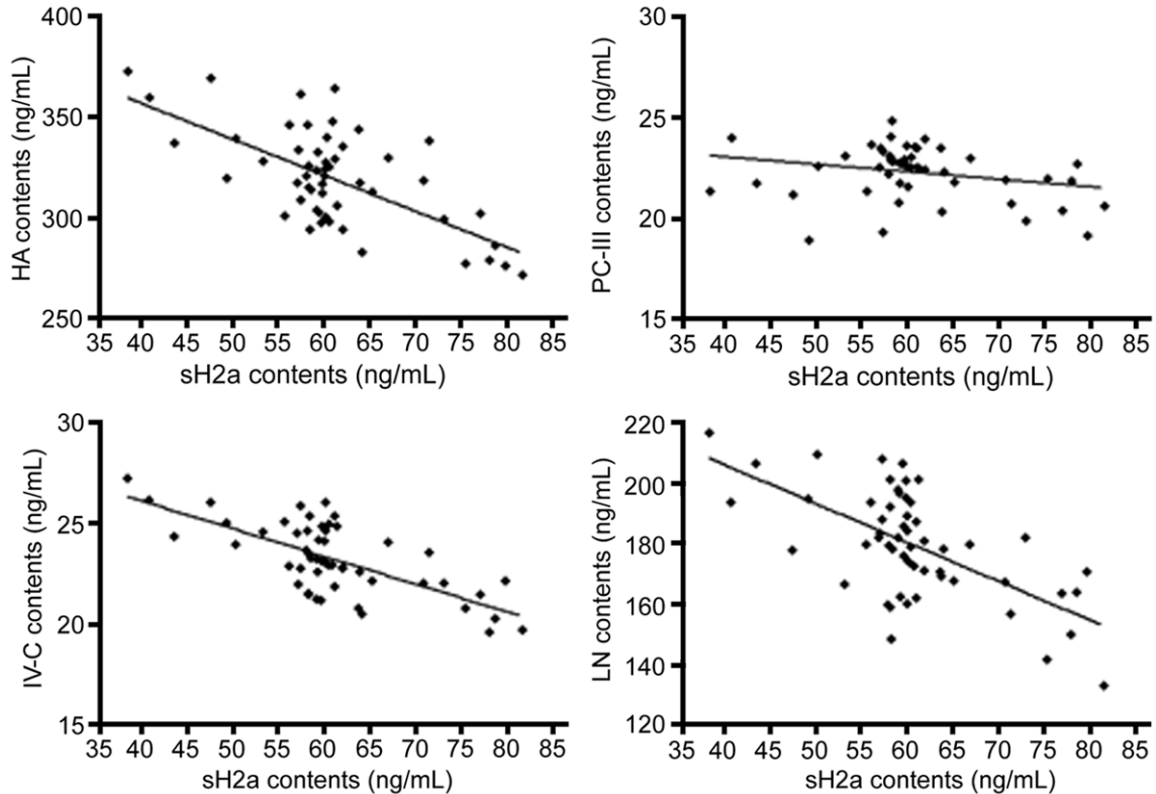 HA contents (ng/mL)
400
350
300
250
35 40 45 50 55 60 65 70 75 80 85
sH2a contents (ng/mL)
PC-III contents (ng/mL)
30
25
20
15
35 40 45 50 55 60 65 70 75 80 85
sH2a contents (ng/mL)
IV-C contents (ng/mL)
30
25
20
15
35 40 45 50 55 60 65 70 75 80 85
sH2a contents (ng/mL)
LN contents (ng/mL)
220
200
180
160
140
120
35 40 45 50 55 60 65 70 75 80 85
sH2a contents (ng/mL)